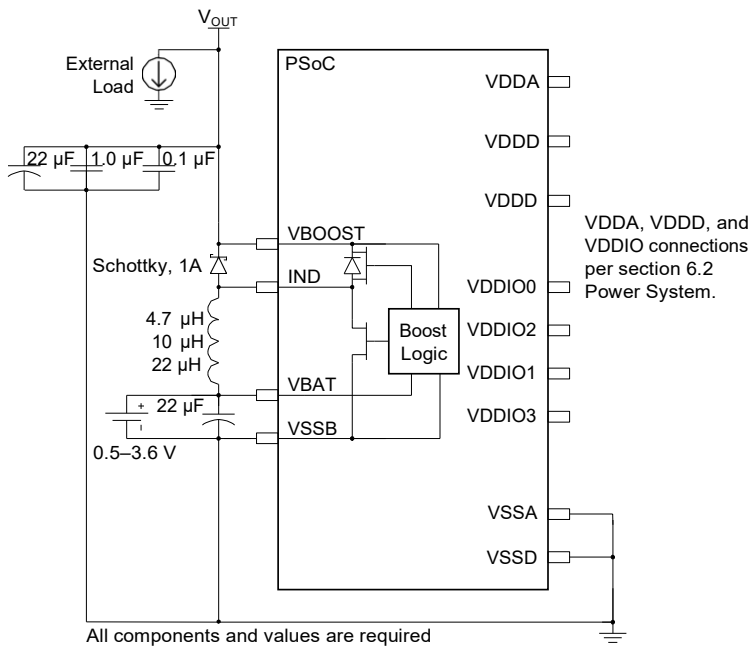 VOUT
External
Load
PSoC
VDDA
VDDD
VDDD
22 µF
1.0 µF
0.1 µF
VDDA, VDDD, and
VDDIO connections
per section 6.2
Power System.
VBOOST
Schottky, 1A
IND
VDDIO0
4.7 µH
10 µH
22 µH
Boost
Logic
VDDIO2
VDDIO1
VBAT
VDDIO3
+
22 µF
VSSB
0.5–3.6 V
VSSA
VSSD
All components and values are required